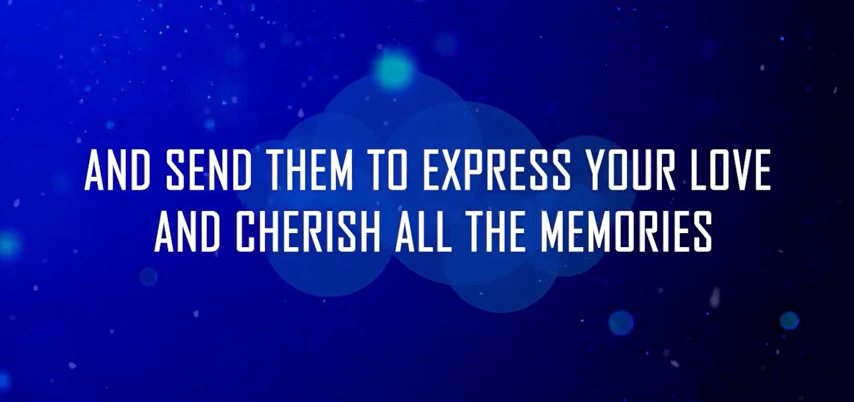 AND SEND THEM TO EXPRESS YOUR LOVE
AND CHERISH ALL THE MEMORIES